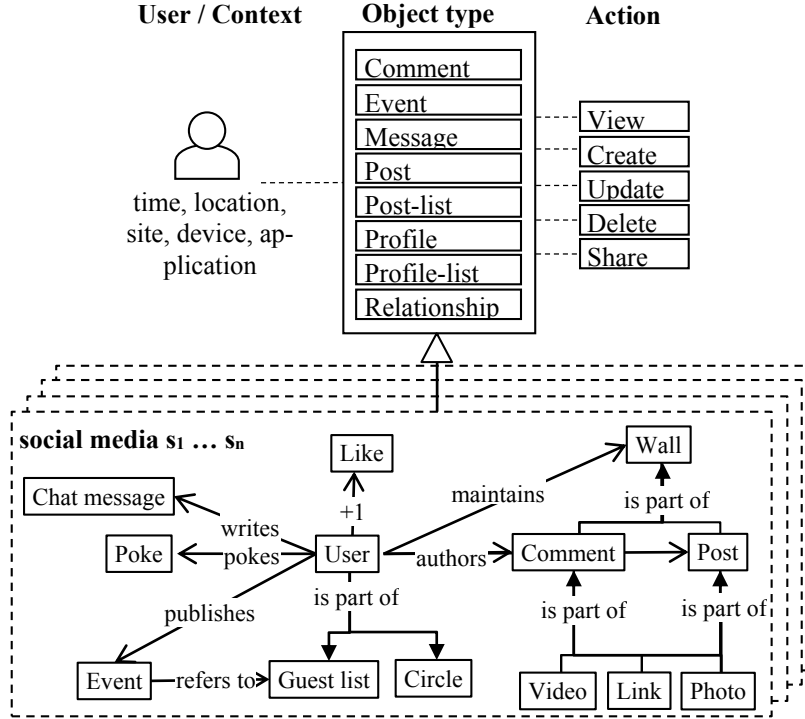 User / Context
Object type
Action
Comment
Event
Message
Post
Post-list
Profile
Profile-list
Relationship
View
Create
Update
Delete
Share
time, location,
site, device, ap-
plication
social media s₁ … sₙ
Like
Wall
Chat message
maintains
is part of
+1
writes
Poke
pokes
User
authors
Comment
Post
publishes
is part of
is part of
is part of
Event
refers to
Guest list
Circle
Video
Link
Photo